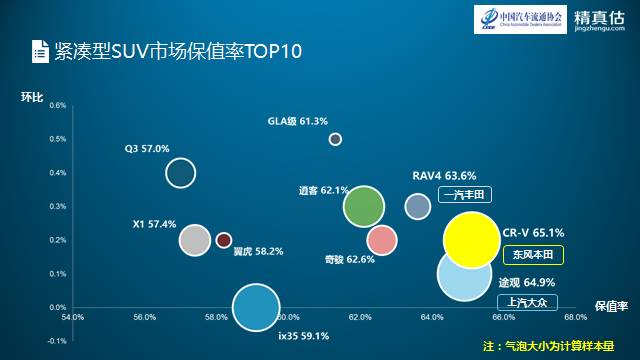 中国汽车流通协会
China Automobile Dealers Association
精真估
jingzhengu.com
紧凑型SUV市场保值率TOP10
环比
0.6%
0.5%
0.4%
0.3%
0.2%
0.1%
0.0%
-0.1%
GLA级 61.3%
Q3 57.0%
RAV4 63.6%
一汽丰田
逍客 62.1%
X1 57.4%
翼虎 58.2%
奇骏 62.6%
CR-V 65.1%
东风本田
途观 64.9%
上汽大众
ix35 59.1%
54.0%
56.0%
58.0%
60.0%
62.0%
64.0%
66.0%
68.0%
保值率
注：气泡大小为计算样本量